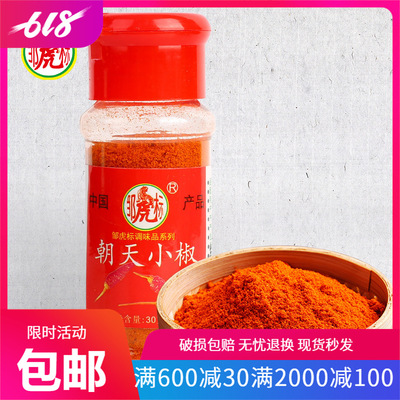 618
邹虎标
邹虎标
®
中国 产品
邹虎标调味品系列
朝天小椒
含量:30
限时活动
包邮
破损包赔 无忧退换 现货秒发
满600减30满2000减100